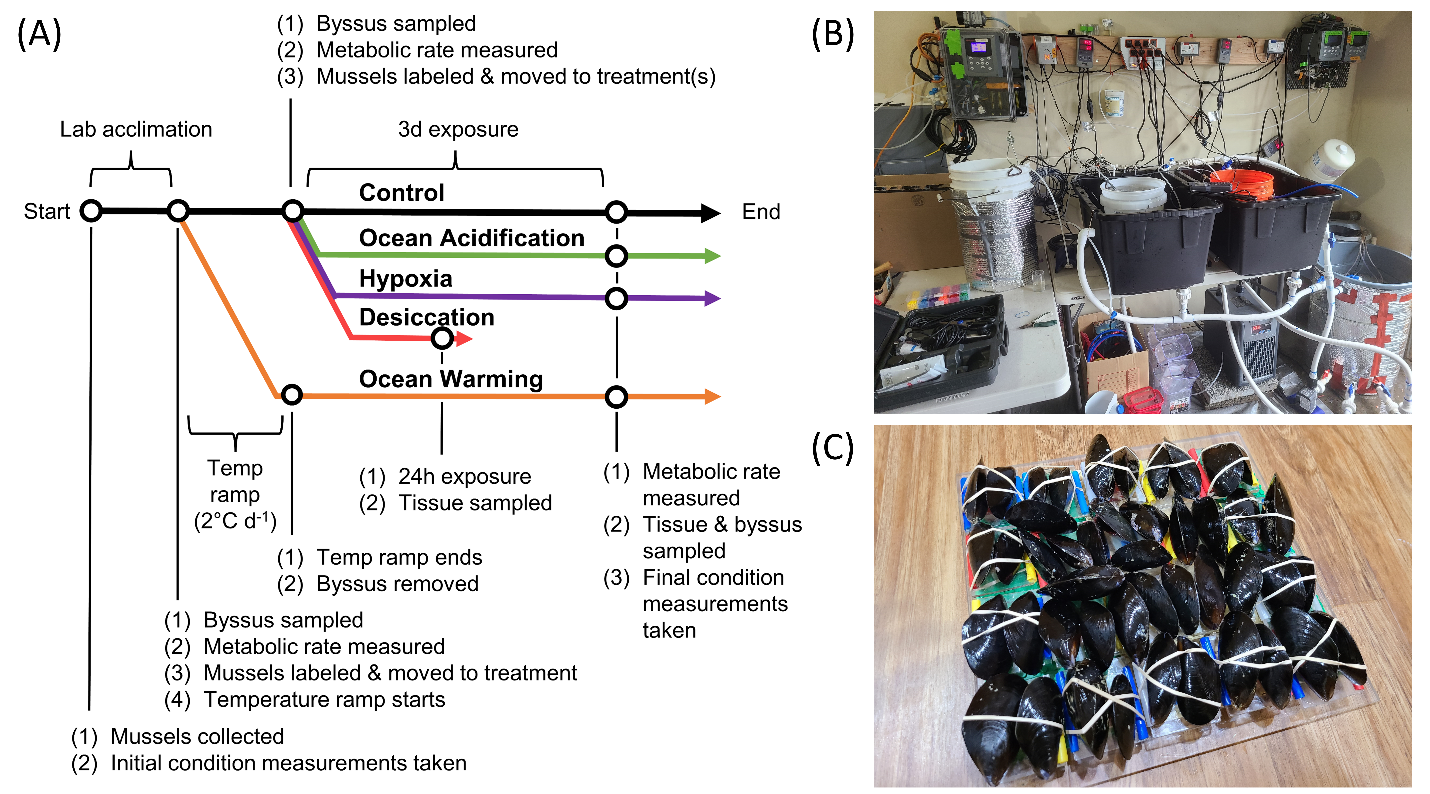 (A)
(1) Byssus sampled
(2) Metabolic rate measured
(3) Mussels labeled & moved to treatment(s)
Lab acclimation
3d exposure
Start
Control
End
Ocean Acidification
Hypoxia
Desiccation
Ocean Warming
Temp
ramp
(2°C d-1)
(1) 24h exposure
(2) Tissue sampled
(1) Metabolic rate
measured
(2) Tissue & byssus
sampled
(3) Final condition
measurements
taken
(1) Temp ramp ends
(2) Byssus removed
(1) Byssus sampled
(2) Metabolic rate measured
(3) Mussels labeled & moved to treatment
(4) Temperature ramp starts
(1) Mussels collected
(2) Initial condition measurements taken
(B)
(C)